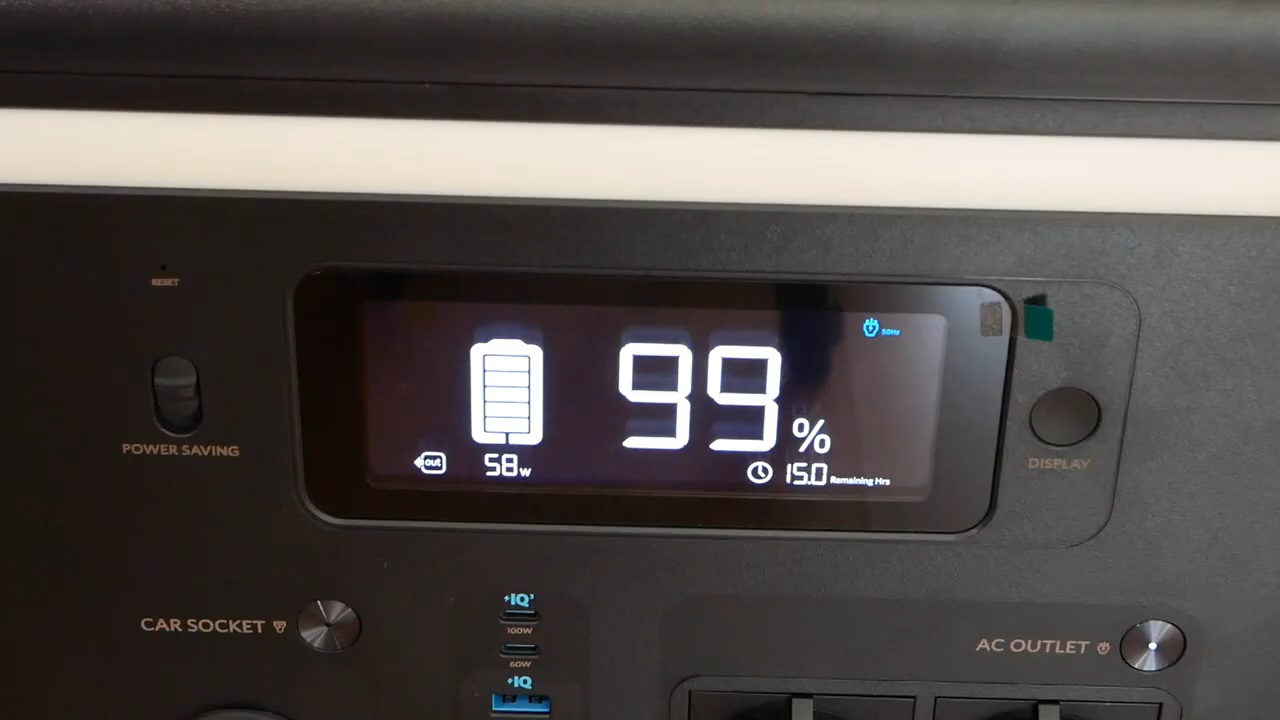 RESET
POWER SAVING
50Hz
99%
out 58w
15.0 Remaining Hrs
DISPLAY
CAR SOCKET
IQ3
100W
60W
IQ
AC OUTLET